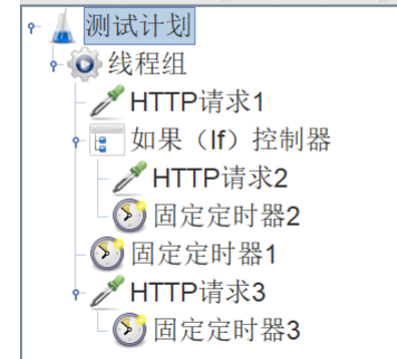 测试计划
线程组
HTTP请求1
如果（If）控制器
HTTP请求2
固定定时器2
固定定时器1
HTTP请求3
固定定时器3